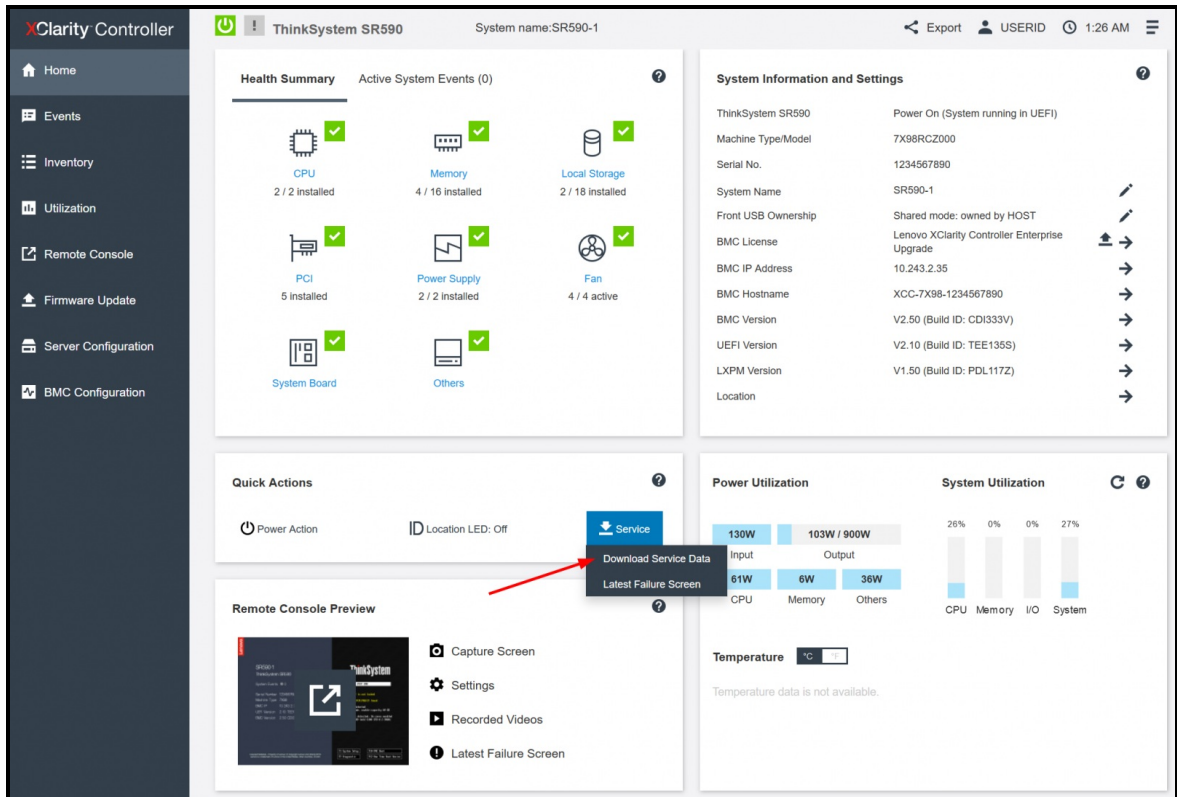 XClarity Controller
ThinkSystem SR590
System name:SR590-1
Export
USERID
1:26 AM
Home
Events
Inventory
Utilization
Remote Console
Firmware Update
Server Configuration
BMC Configuration
Health Summary
Active System Events (0)
CPU
2 / 2 installed
Memory
4 / 16 installed
Local Storage
2 / 18 installed
PCI
5 installed
Power Supply
2 / 2 installed
Fan
4 / 4 active
System Board
Others
System Information and Settings
ThinkSystem SR590 Power On (System running in UEFI)
Machine Type/Model 7X98RCZ000
Serial No. 1234567890
System Name SR590-1
Front USB Ownership Shared mode: owned by HOST
BMC License Lenovo XClarity Controller Enterprise
Upgrade
BMC IP Address 10.243.2.35
BMC Hostname XCC-7X98-1234567890
BMC Version V2.50 (Build ID: CDI333V)
UEFI Version V2.10 (Build ID: TEE135S)
LXPM Version V1.50 (Build ID: PDL117Z)
Location
Quick Actions
Power Action
Location LED: Off
Service
Download Service Data
Latest Failure Screen
Remote Console Preview
ThinkSystem
Capture Screen
Settings
Recorded Videos
Latest Failure Screen
Power Utilization
130W
Input
103W / 900W
Output
61W
CPU
6W
Memory
36W
Others
System Utilization
26% 0% 0% 27%
CPU Memory I/O System
Temperature °C °F
Temperature data is not available.